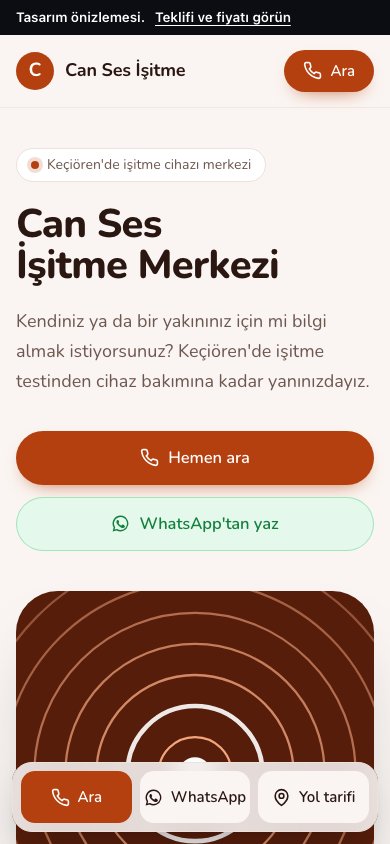 Tasarım önizlemesi. Teklifi ve fiyatı görün
C Can Ses İşitme Ara
Keçiören'de işitme cihazı merkezi
Can Ses
İşitme Merkezi
Kendiniz ya da bir yakınınız için mi bilgi
almak istiyorsunuz? Keçiören'de işitme
testinden cihaz bakımına kadar yanınızdayız.
Hemen ara
WhatsApp'tan yaz
Ara WhatsApp Yol tarifi